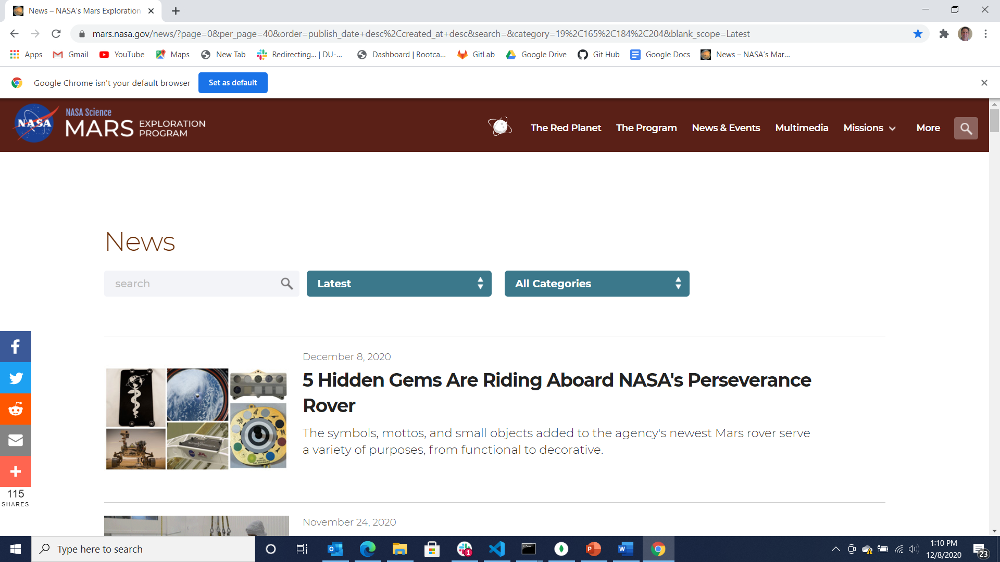 News – NASA's Mars Exploration
mars.nasa.gov/news/?page=0&per_page=40&order=publish_date+desc%2Ccreated_at+desc&search=&category=19%2C165%2C184%2C204&blank_scope=Latest
Apps Gmail YouTube Maps New Tab Redirecting... | DU-... Dashboard | Bootca... GitLab Google Drive Git Hub Google Docs News – NASA's Mar...
Google Chrome isn't your default browser Set as default
NASA
NASA Science
MARS EXPLORATION
PROGRAM
The Red Planet The Program News & Events Multimedia Missions More
News
search Latest All Categories
December 8, 2020
5 Hidden Gems Are Riding Aboard NASA's Perseverance
Rover
The symbols, mottos, and small objects added to the agency's newest Mars rover serve
a variety of purposes, from functional to decorative.
115
SHARES
November 24, 2020
Type here to search
1
1:10 PM
12/8/2020
23